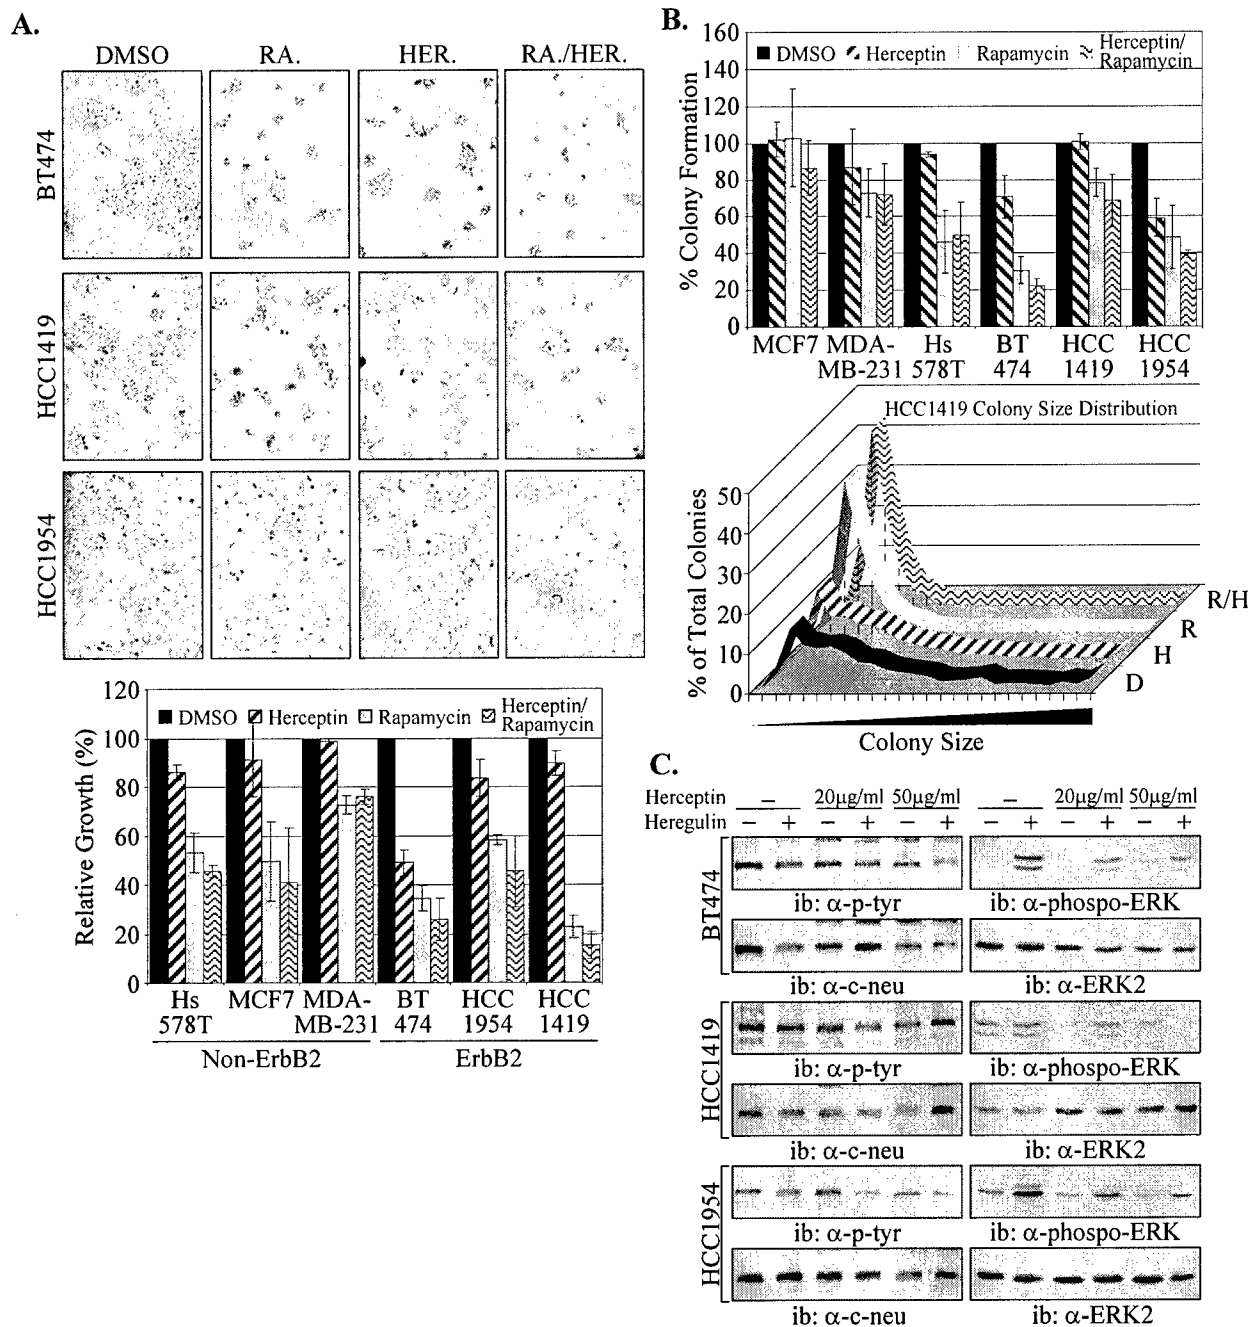 A.
DMSO RA. HER. RA./HER.
BT474
HCC1419
HCC1954
120
100
80
60
40
20
0
Relative Growth (%)
DMSO Herceptin Rapamycin Herceptin/
Rapamycin
Hs MCF7 MDA- BT HCC HCC
578T MB-231 474 1954 1419
Non-ErbB2 ErbB2
B.
160
140
120
100
80
60
40
20
0
% Colony Formation
DMSO Herceptin Rapamycin Herceptin/
Rapamycin
MCF7 MDA- Hs BT HCC HCC
MB-231 578T 474 1419 1954
HCC1419 Colony Size Distribution
50
40
30
20
10
0
% of Total Colonies
R/H
R
H
D
Colony Size
C.
Herceptin – 20µg/ml 50µg/ml – 20µg/ml 50µg/ml
Heregulin – + – + – + – + – + – +
BT474
ib: α-p-tyr ib: α-phospo-ERK
ib: α-c-neu ib: α-ERK2
HCC1419
ib: α-p-tyr ib: α-phospo-ERK
ib: α-c-neu ib: α-ERK2
HCC1954
ib: α-p-tyr ib: α-phospo-ERK
ib: α-c-neu ib: α-ERK2